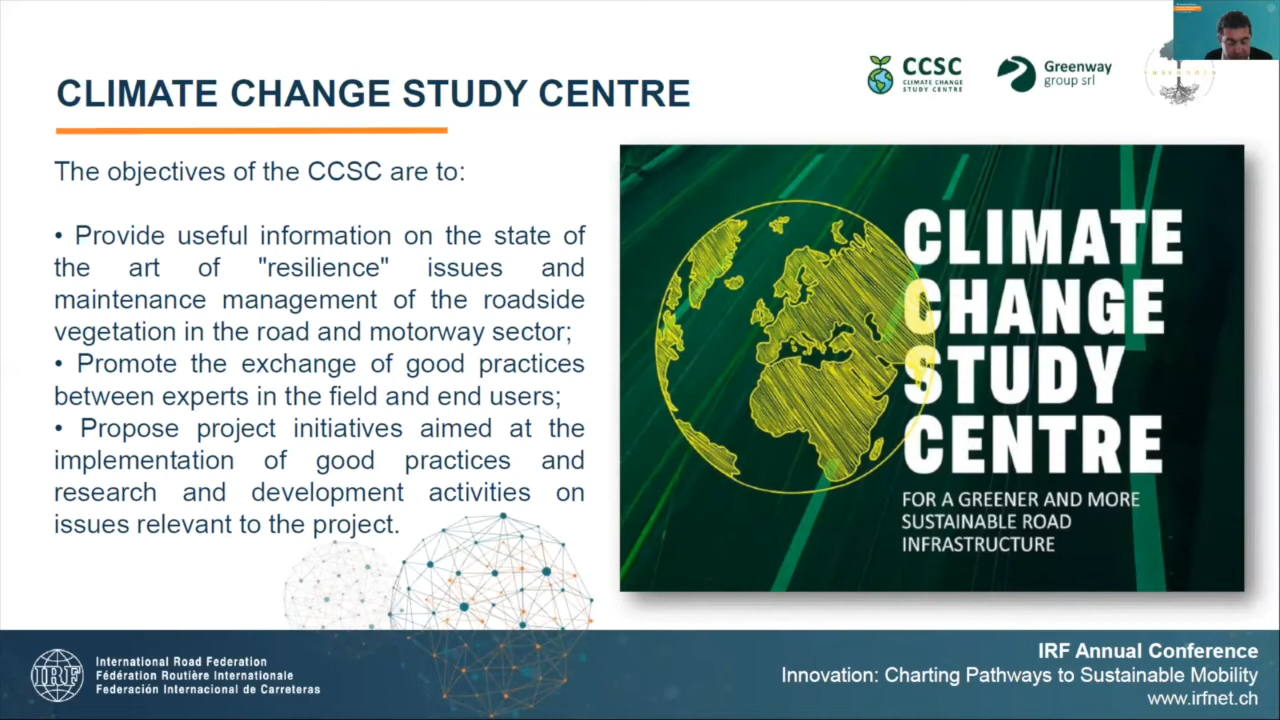 CLIMATE CHANGE STUDY CENTRE
CCSC
CLIMATE CHANGE
STUDY CENTRE
Greenway
group srl
The objectives of the CCSC are to:
• Provide useful information on the state of
the art of "resilience" issues and
maintenance management of the roadside
vegetation in the road and motorway sector;
• Promote the exchange of good practices
between experts in the field and end users;
• Propose project initiatives aimed at the
implementation of good practices and
research and development activities on
issues relevant to the project.
CLIMATE
CHANGE
STUDY
CENTRE
FOR A GREENER AND MORE
SUSTAINABLE ROAD
INFRASTRUCTURE
IRF
International Road Federation
Fédération Routière Internationale
Federación Internacional de Carreteras
IRF Annual Conference
Innovation: Charting Pathways to Sustainable Mobility
www.irfnet.ch